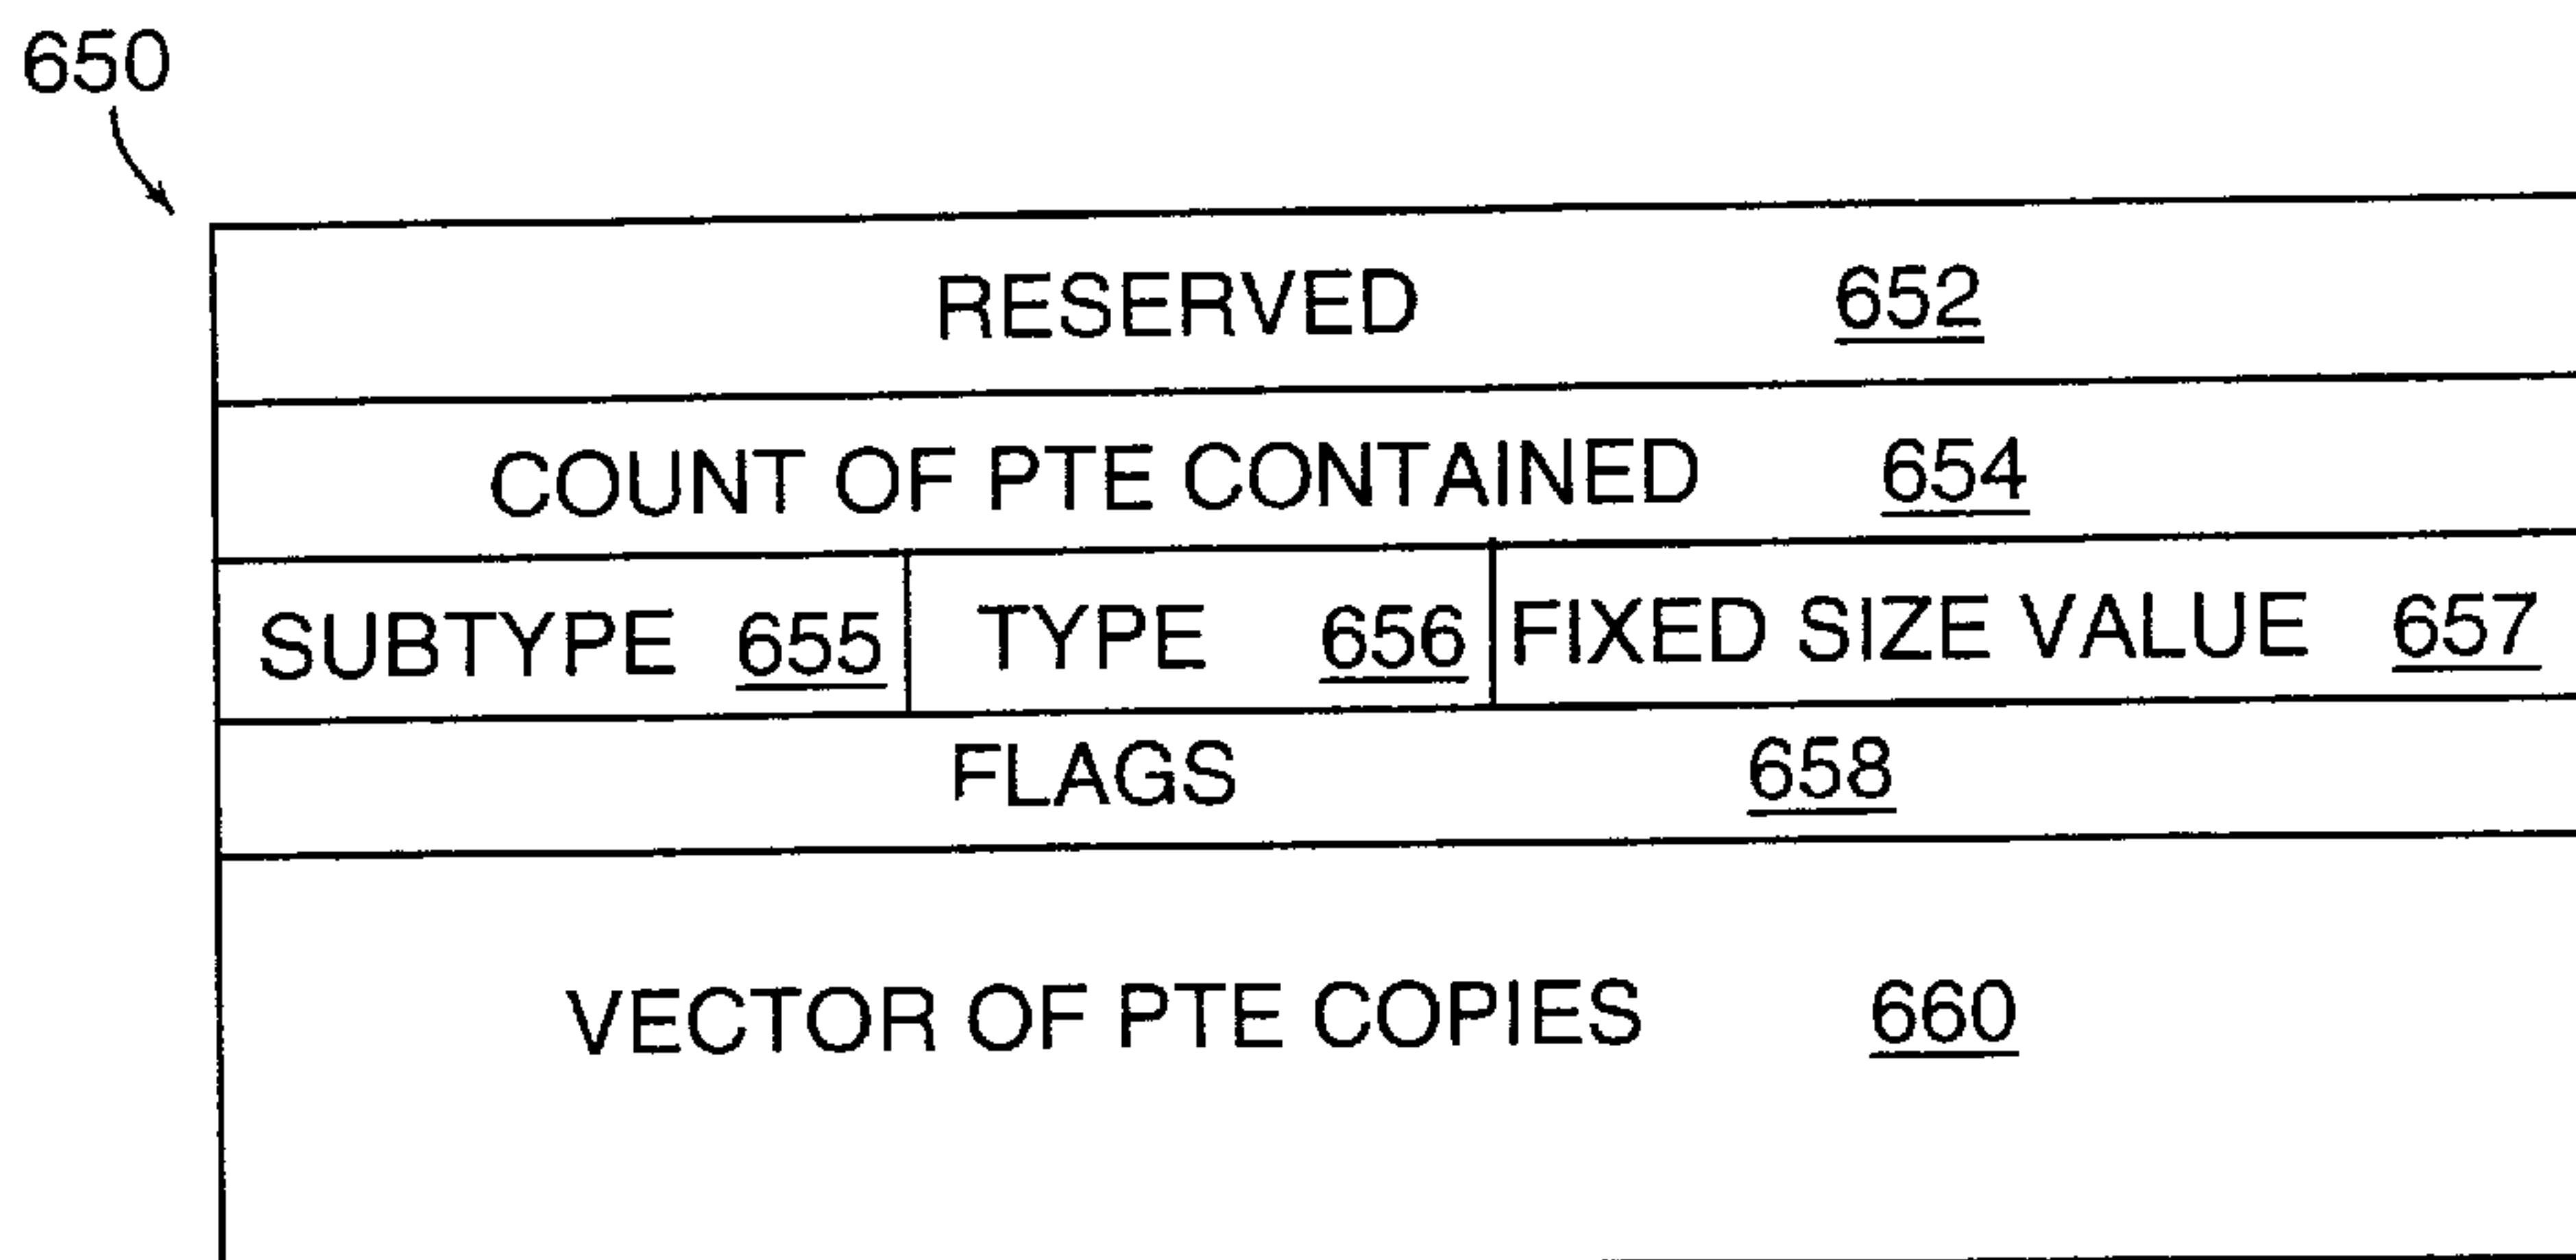 650
RESERVED 652
COUNT OF PTE CONTAINED 654
SUBTYPE 655 TYPE 656 FIXED SIZE VALUE 657
FLAGS 658
VECTOR OF PTE COPIES 660